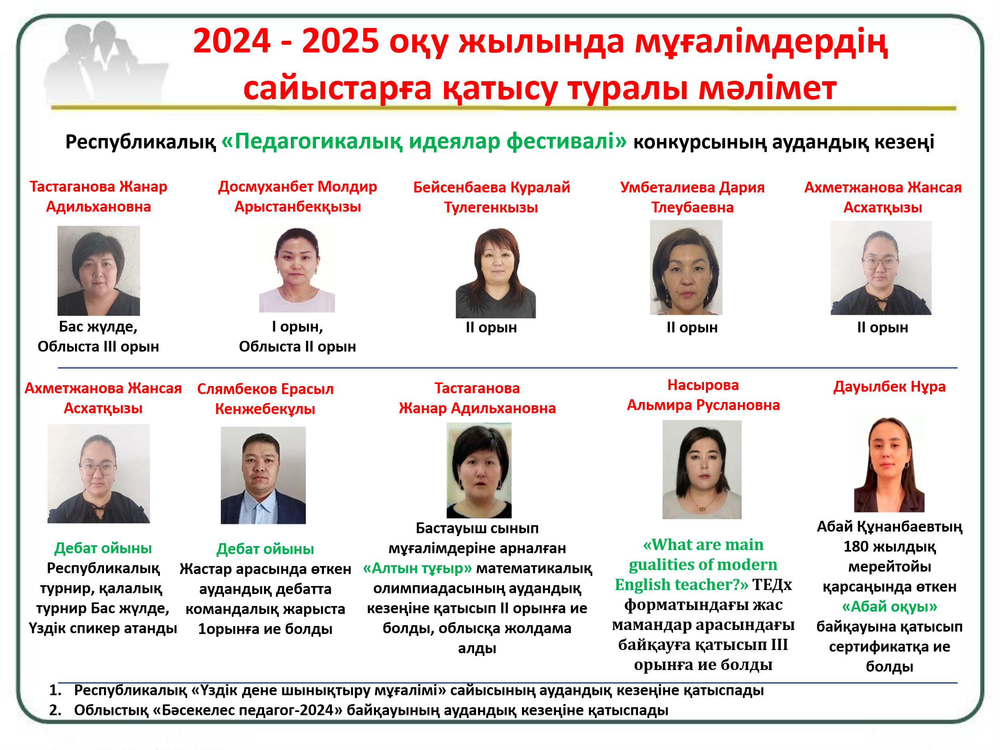 2024 - 2025 оқу жылында мұғалімдердің
сайыстарға қатысу туралы мәлімет
Республикалық «Педагогикалық идеялар фестивалі» конкурсының аудандық кезеңі
Тастаганова Жанар
Адильхановна
Бас жүлде,
Облыста III орын
Досмуханбет Молдир
Арыстанбекқызы
I орын,
Облыста II орын
Бейсенбаева Куралай
Тулегенкызы
II орын
Умбеталиева Дария
Тлеубаевна
II орын
Ахметжанова Жансая
Асхатқызы
II орын
Ахметжанова Жансая
Асхатқызы
Дебат ойыны
Республикалық
турнир, қалалық
турнир Бас жүлде,
Үздік спикер атанды
Слямбеков Ерасыл
Кенжебекұлы
Дебат ойыны
Жастар арасында өткен
аудандық дебатта
командалық жарыста
1орынға ие болды
Тастаганова
Жанар Адильхановна
Бастауыш сынып
мұғалімдеріне арналған
«Алтын тұғыр» математикалық
олимпиадасының аудандық
кезеңіне қатысып II орынға ие
болды, облысқа жолдама
алды
Насырова
Альмира Руслановна
«What are main
gualities of modern
English teacher?» ТЕДх
форматындағы жас
мамандар арасындағы
байқауға қатысып III
орынға ие болды
Дауылбек Нұра
Абай Құнанбаевтың
180 жылдық
мерейтойы
қарсаңында өткен
«Абай оқуы»
байқауына қатысып
сертификатқа ие
болды
1. Республикалық «Үздік дене шынықтыру мұғалімі» сайысының аудандық кезеңіне қатыспады
2. Облыстық «Бәсекелес педагог-2024» байқауының аудандық кезеңіне қатыспады